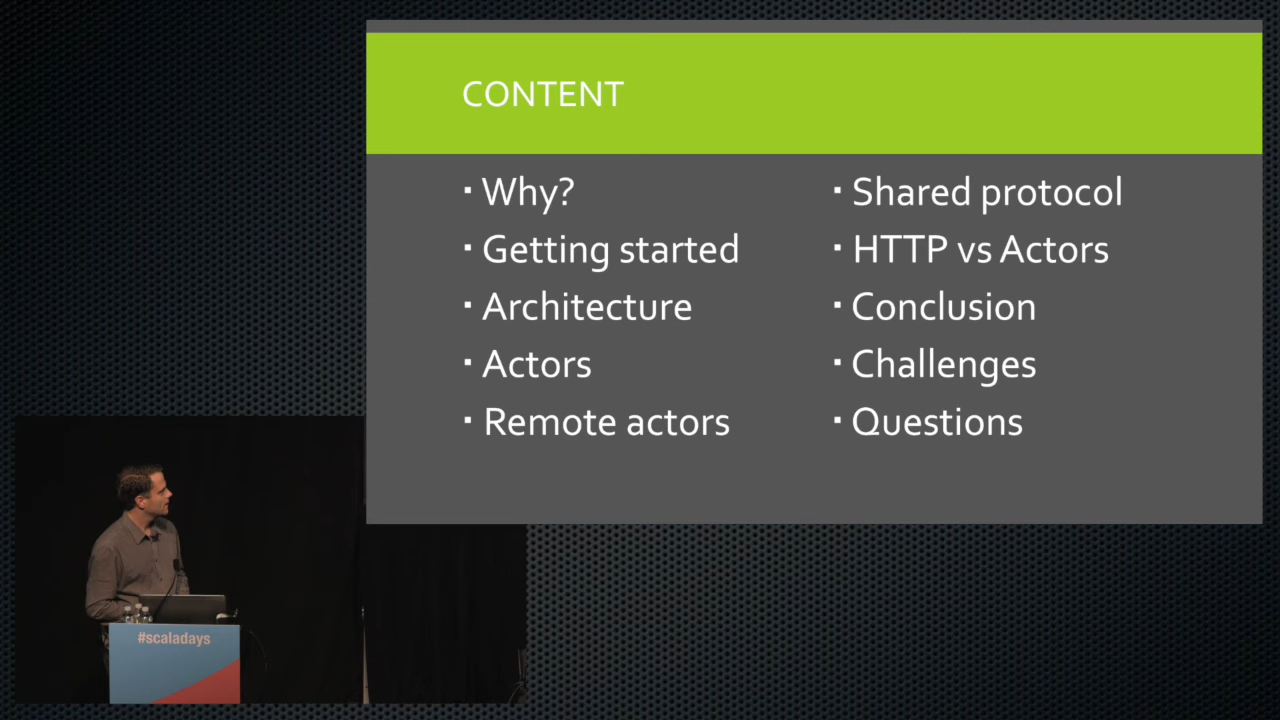 CONTENT
▪ Why?
▪ Getting started
▪ Architecture
▪ Actors
▪ Remote actors
▪ Shared protocol
▪ HTTP vs Actors
▪ Conclusion
▪ Challenges
▪ Questions
#scaladays